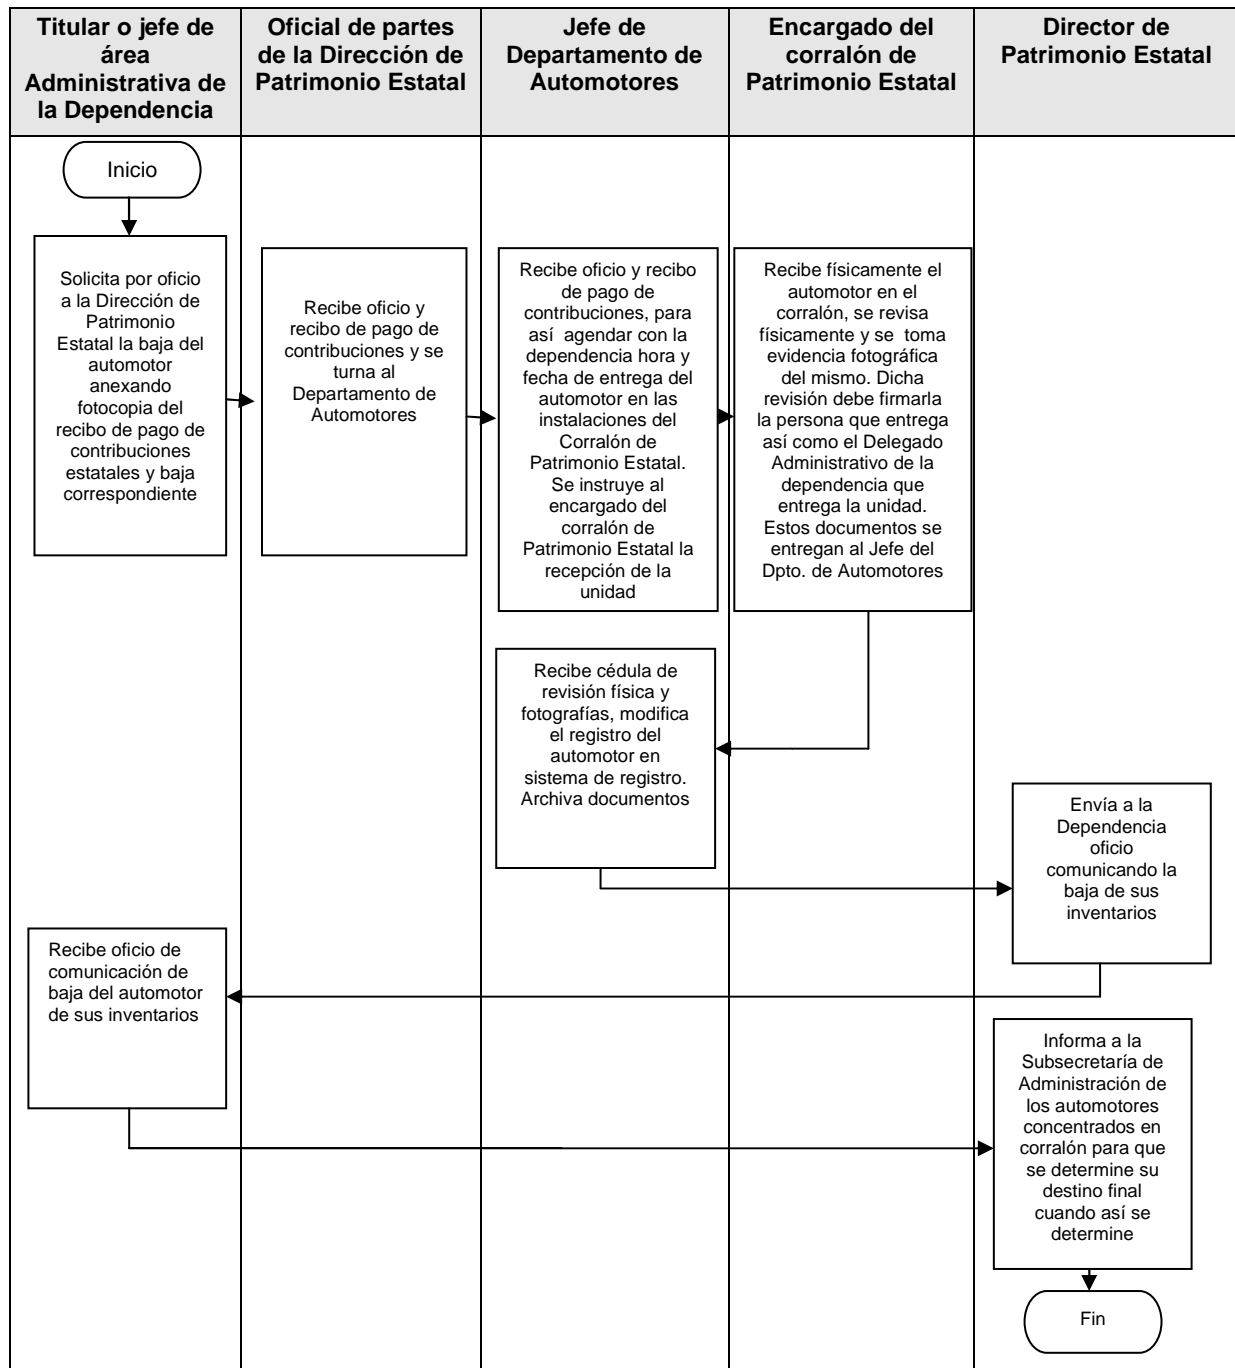 Titular o jefe de
área
Administrativa de
la Dependencia
Oficial de partes
de la Dirección de
Patrimonio Estatal
Jefe de
Departamento de
Automotores
Encargado del
corralón de
Patrimonio Estatal
Director de
Patrimonio Estatal
Inicio
Solicita por oficio
a la Dirección de
Patrimonio
Estatal la baja del
automotor
anexando
fotocopia del
recibo de pago de
contribuciones
estatales y baja
correspondiente
Recibe oficio y
recibo de pago de
contribuciones y se
turna al
Departamento de
Automotores
Recibe oficio y recibo
de pago de
contribuciones, para
así agendar con la
dependencia hora y
fecha de entrega del
automotor en las
instalaciones del
Corralón de
Patrimonio Estatal.
Se instruye al
encargado del
corralón de
Patrimonio Estatal la
recepción de la
unidad
Recibe físicamente el
automotor en el
corralón, se revisa
físicamente y se toma
evidencia fotográfica
del mismo. Dicha
revisión debe firmarla
la persona que entrega
así como el Delegado
Administrativo de la
dependencia que
entrega la unidad.
Estos documentos se
entregan al Jefe del
Dpto. de Automotores
Recibe cédula de
revisión física y
fotografías, modifica
el registro del
automotor en
sistema de registro.
Archiva documentos
Envía a la
Dependencia
oficio
comunicando la
baja de sus
inventarios
Recibe oficio de
comunicación de
baja del automotor
de sus inventarios
Informa a la
Subsecretaría de
Administración de
los automotores
concentrados en
corralón para que
se determine su
destino final
cuando así se
determine
Fin